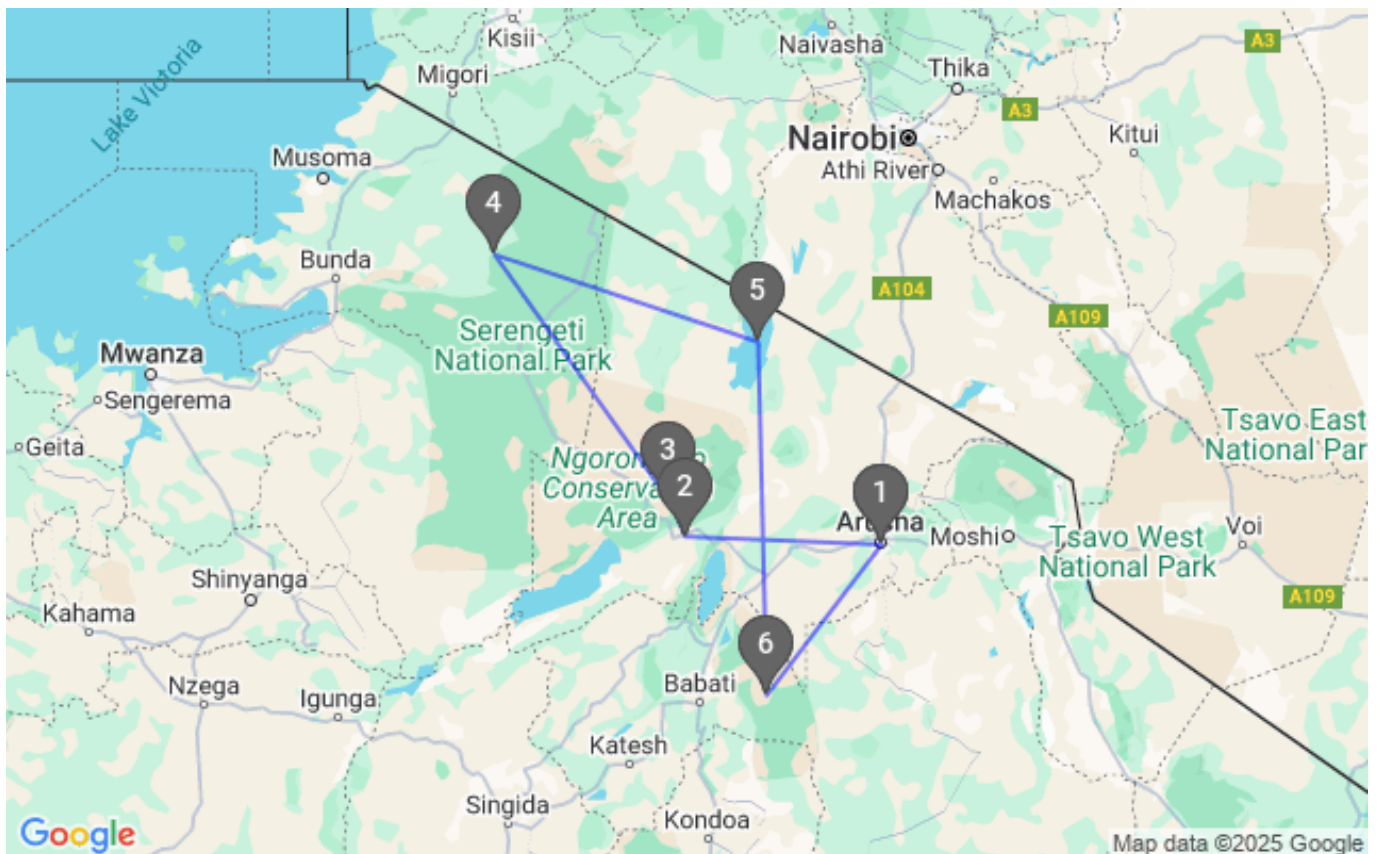 Kisii
Naivasha
A3
Migori
Thika
Lake Victoria
A3
Nairobi
Kitui
Musoma
Athi River
Machakos
4
Bunda
A104
5
A109
Serengeti
National Park
Mwanza
Sengerema
Tsavo East
National Par
Geita
3
2
1
Conserva
Area
Moshi
Tsavo West
National Park
Voi
Shinyanga
A109
Kahama
6
Nzega
Babati
Igunga
Katesh
Singida
Kondoa
Google
Map data ©2025 Google